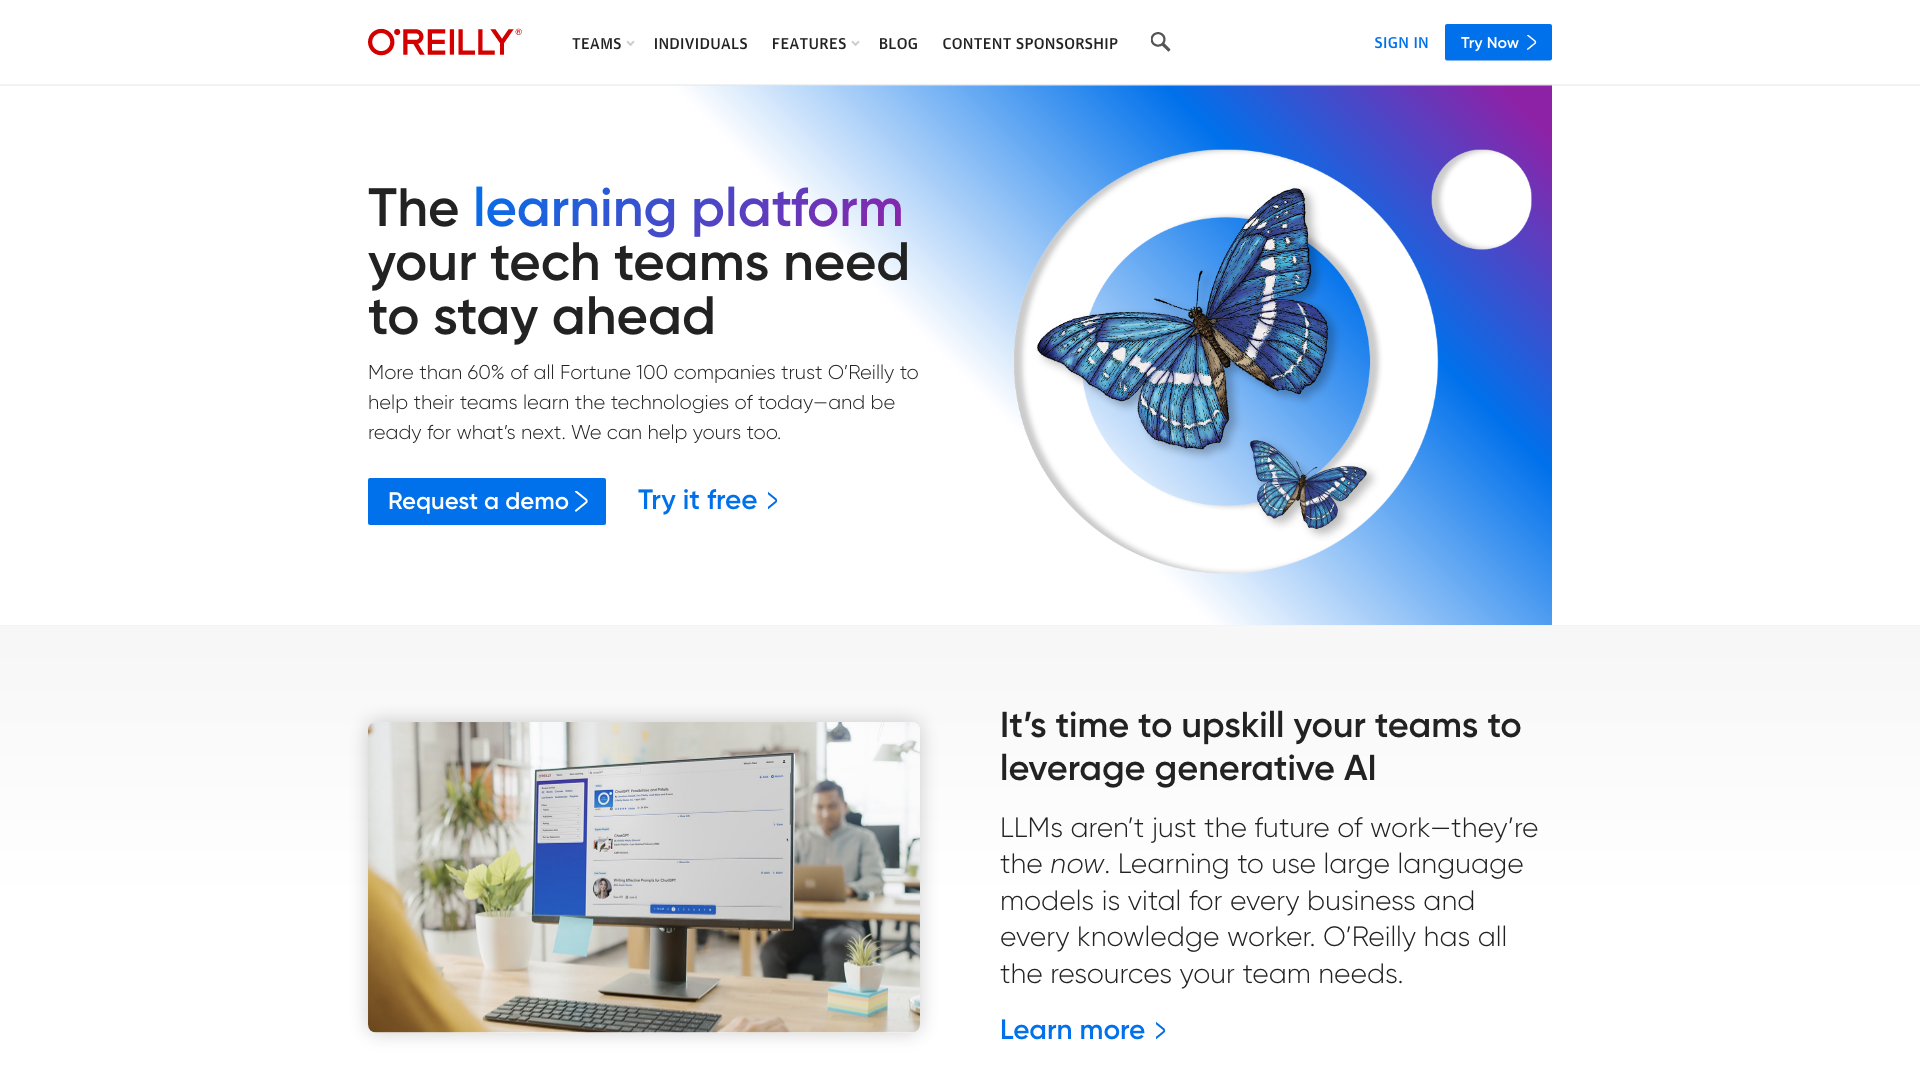 O'REILLY®
TEAMS
INDIVIDUALS
FEATURES
BLOG
CONTENT SPONSORSHIP
SIGN IN
Try Now
The learning platform
your tech teams need
to stay ahead
More than 60% of all Fortune 100 companies trust O’Reilly to
help their teams learn the technologies of today—and be
ready for what’s next. We can help yours too.
Request a demo
Try it free
It’s time to upskill your teams to
leverage generative AI
LLMs aren’t just the future of work—they’re
the now. Learning to use large language
models is vital for every business and
every knowledge worker. O’Reilly has all
the resources your team needs.
Learn more